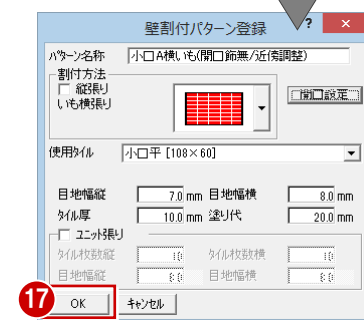 壁割付パターン登録 ? ×
パターン名称 小口A横いも(開口飾無/近傍調整)
割付方法
縦張り
いも横張り
開口設定
使用タイル 小口平 [108×60]
目地幅縦 7.0 mm 目地幅横 8.0 mm
タイル厚 10.0 mm 塗り代 20.0 mm
ユニット張り
タイル枚数縦 10 タイル枚数横 10
目地幅縦 8.0 目地幅横 8.0
17 OK キャンセル